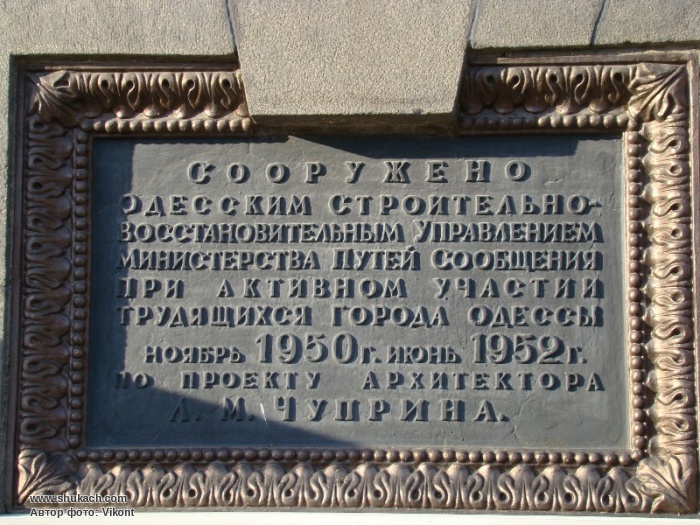 СООРУЖЕНО
ОДЕССКИМ СТРОИТЕЛЬНО-
ВОССТАНОВИТЕЛЬНЫМ УПРАВЛЕНИЕМ
МИНИСТЕРСТВА ПУТЕЙ СООБЩЕНИЯ
ПРИ АКТИВНОМ УЧАСТИИ
ТРУДЯЩИХСЯ ГОРОДА ОДЕССЫ
НОЯБРЬ 1950 г. ИЮНЬ 1952 г.
ПО ПРОЕКТУ АРХИТЕКТОРА
Л. М. ЧУПРИНА.
www.shukach.com
Автор фото: Vikont